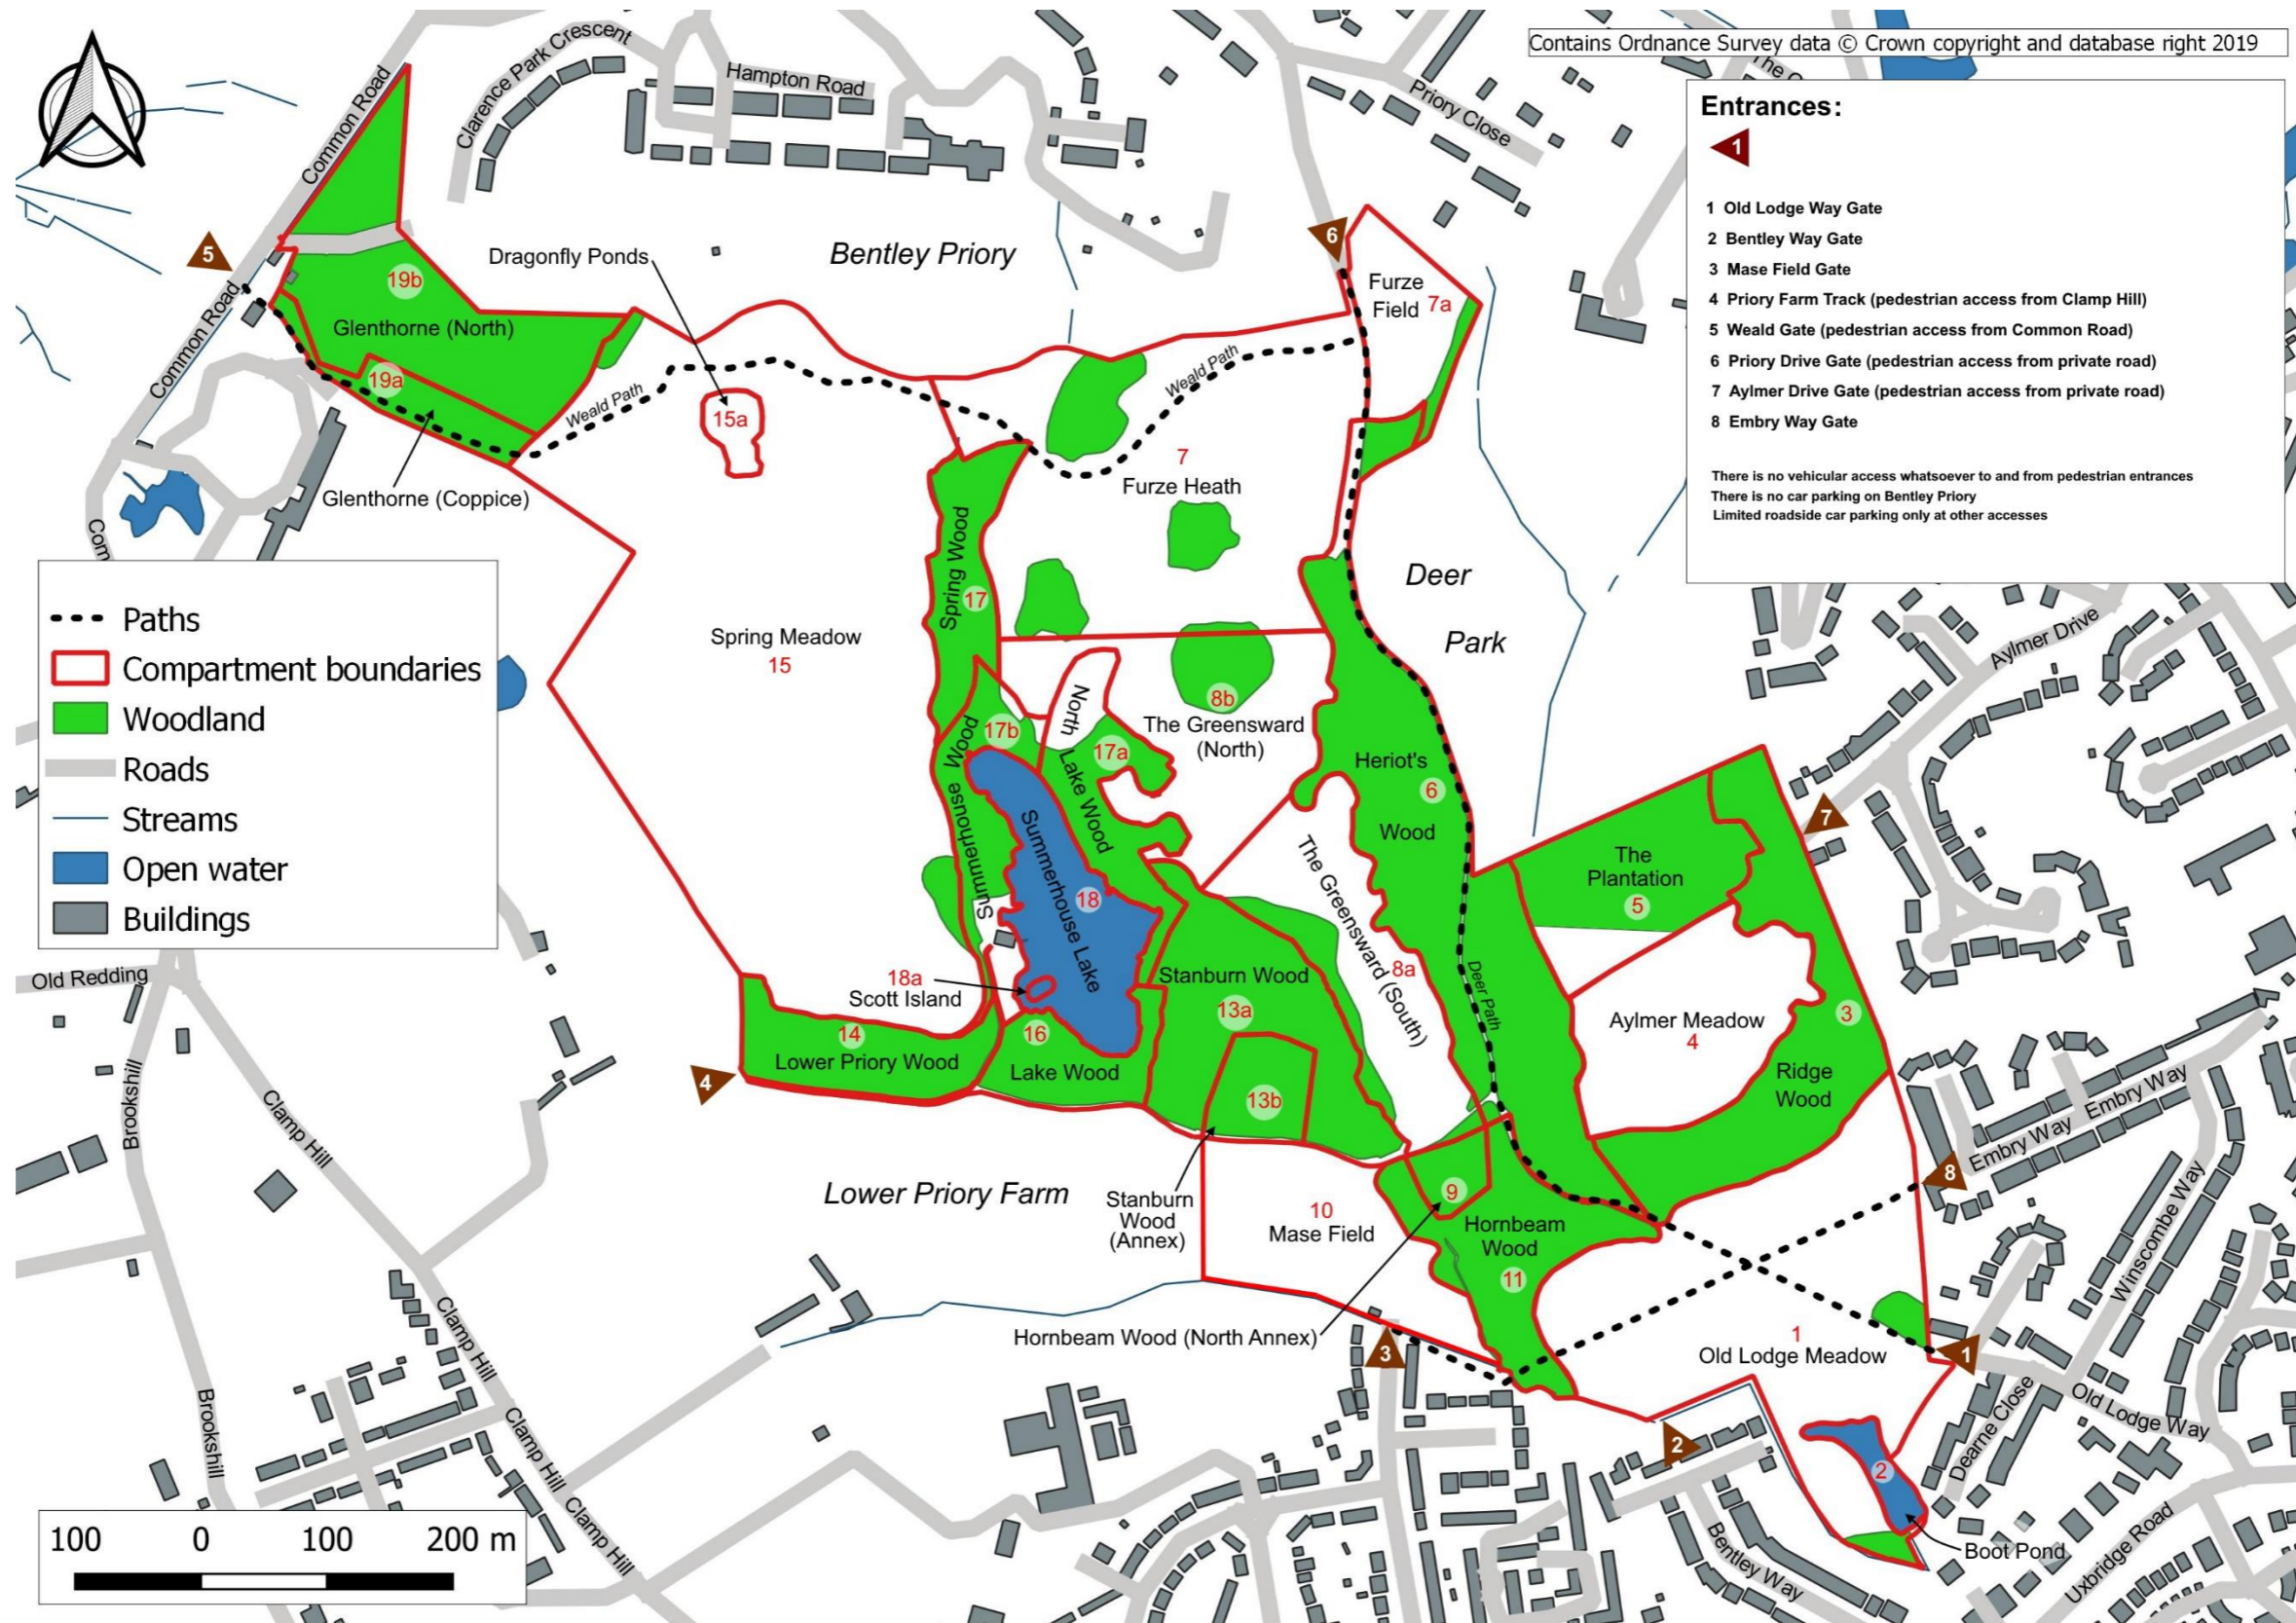 Contains Ordnance Survey data © Crown copyright and database right 2019
Entrances:
1
1 Old Lodge Way Gate
2 Bentley Way Gate
3 Mase Field Gate
4 Priory Farm Track (pedestrian access from Clamp Hill)
5 Weald Gate (pedestrian access from Common Road)
6 Priory Drive Gate (pedestrian access from private road)
7 Aylmer Drive Gate (pedestrian access from private road)
8 Embry Way Gate
There is no vehicular access whatsoever to and from pedestrian entrances
There is no car parking on Bentley Priory
Limited roadside car parking only at other accesses
Clarence Park Crescent
Hampton Road
Priory Close
Common Road
Common Road
Com
5
6
Dragonfly Ponds
Bentley Priory
Furze
Field
7a
19b
Glenthorne (North)
19a
Glenthorne (Coppice)
Weald Path
Weald Path
15a
7
Furze Heath
Spring Wood
17
Deer
Park
Spring Meadow
15
Paths
Compartment boundaries
Woodland
Roads
Streams
Open water
Buildings
North
Lake Wood
17b
17a
8b
The Greensward
(North)
Summerhouse Wood
Summerhouse Lake
18
Heriot's
6
Wood
The Greensward (South)
8a
Deer Path
Aylmer Drive
7
The
Plantation
5
Aylmer Meadow
4
3
Ridge
Wood
18a
Scott Island
14
Lower Priory Wood
16
Lake Wood
Stanburn Wood
13a
13b
4
Old Redding
Brookshill
Clamp Hill
Lower Priory Farm
Stanburn
Wood
(Annex)
10
Mase Field
9
Hornbeam
Wood
11
Hornbeam Wood (North Annex)
Embry Way
Embry Way
8
Winscombe Way
1
Old Lodge Meadow
1
3
2
Old Lodge Way
Dearne Close
2
Boot Pond
Uxbridge Road
Bentley Way
Clamp Hill
Clamp Hill
Clamp Hill
Brookshill
100 0 100 200 m